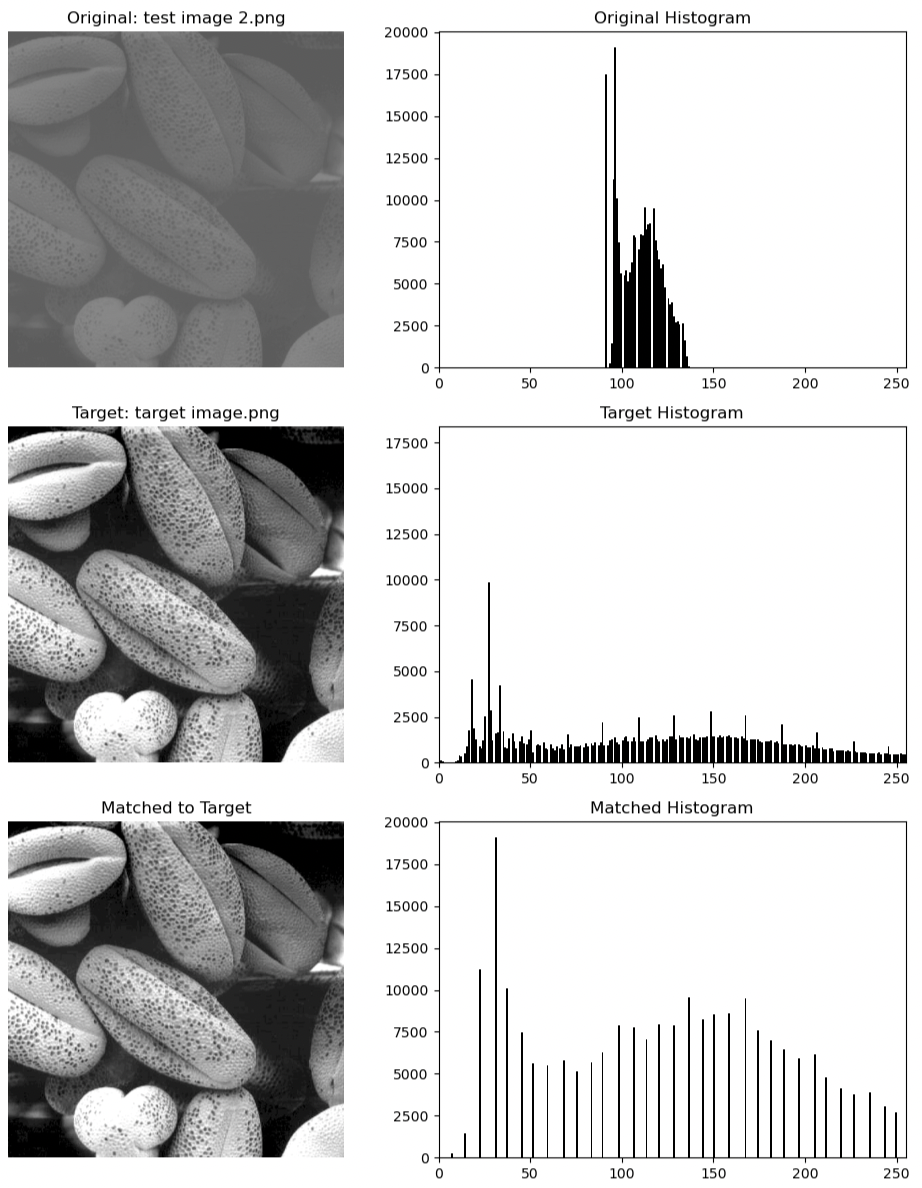 Original: test image 2.png
Original Histogram
20000
17500
15000
12500
10000
7500
5000
2500
0
0 50 100 150 200 250
Target: target image.png
Target Histogram
17500
15000
12500
10000
7500
5000
2500
0
0 50 100 150 200 250
Matched to Target
Matched Histogram
20000
17500
15000
12500
10000
7500
5000
2500
0
0 50 100 150 200 250